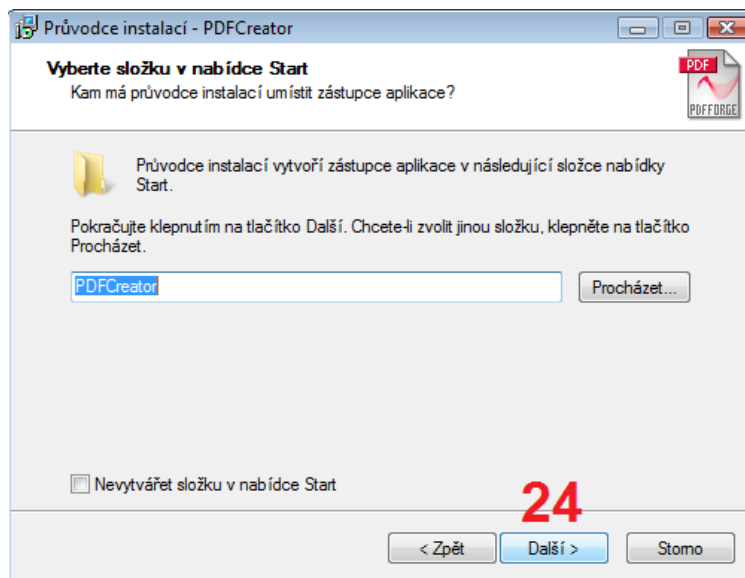 Průvodce instalací - PDFCreator
Vyberte složku v nabídce Start
Kam má průvodce instalací umístit zástupce aplikace?
PDF
PDFFORGE
Průvodce instalací vytvoří zástupce aplikace v následující složce nabídky
Start.
Pokračujte klepnutím na tlačítko Další. Chcete-li zvolit jinou složku, klepněte na tlačítko
Procházet.
PDFCreator
Procházet...
Nevytvářet složku v nabídce Start
24
< Zpět
Další >
Storno